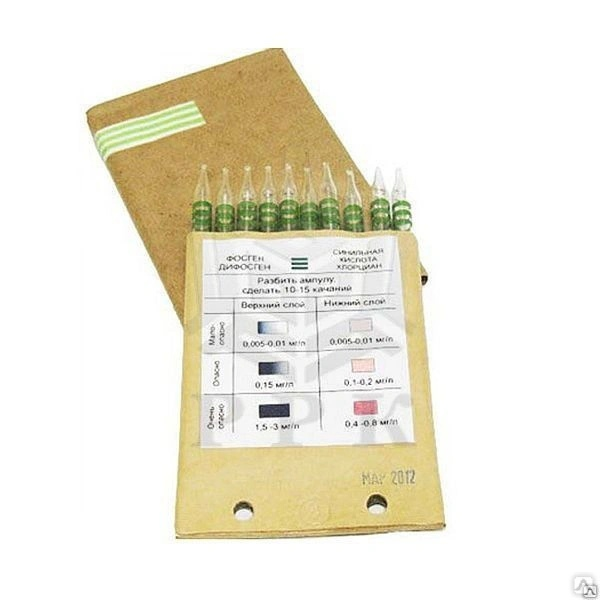 ФОСГЕН
ДИФОСГЕН
СИНИЛЬНАЯ
КИСЛОТА
ХЛОРЦИАН
Разбить ампулу,
сделать 10-15 качаний
Верхний слой
Нижний слой
Мало-
опасно
0,005-0,01 мг/л
0,005-0,01 мг/л
Опасно
0,15 мг/л
0,1-0,2 мг/л
Очень
опасно
1,5 -3 мг/л
0,4 -0,8 мг/л
РРК
МАР 2012